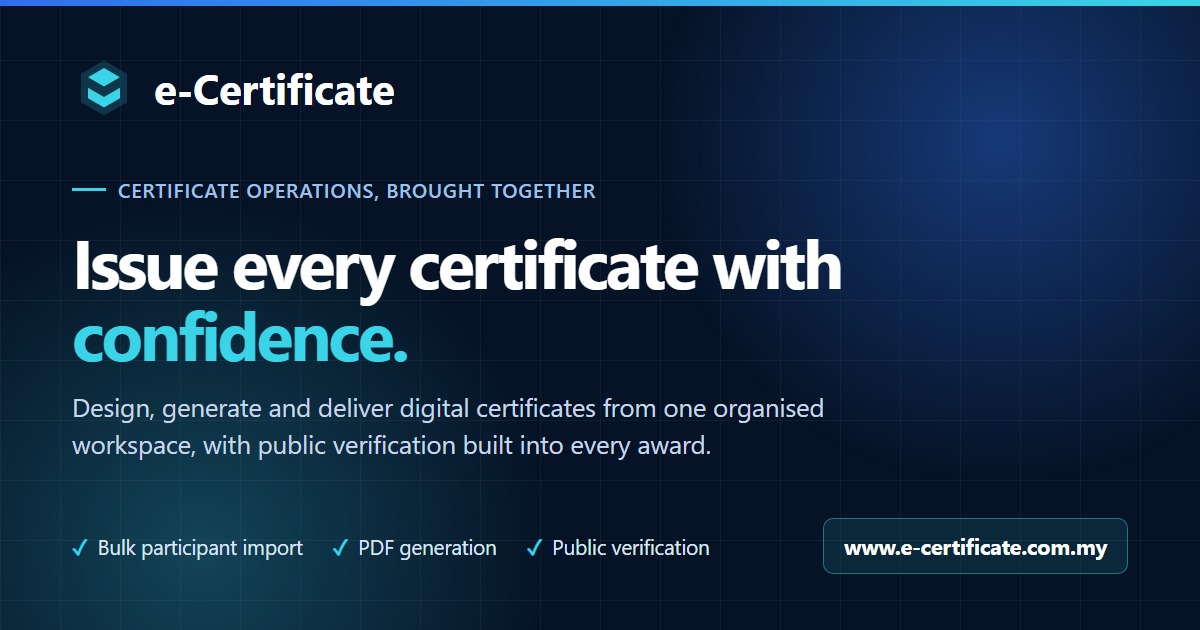 e-Certificate
CERTIFICATE OPERATIONS, BROUGHT TOGETHER
Issue every certificate with
confidence.
Design, generate and deliver digital certificates from one organised
workspace, with public verification built into every award.
✓ Bulk participant import ✓ PDF generation ✓ Public verification
www.e-certificate.com.my